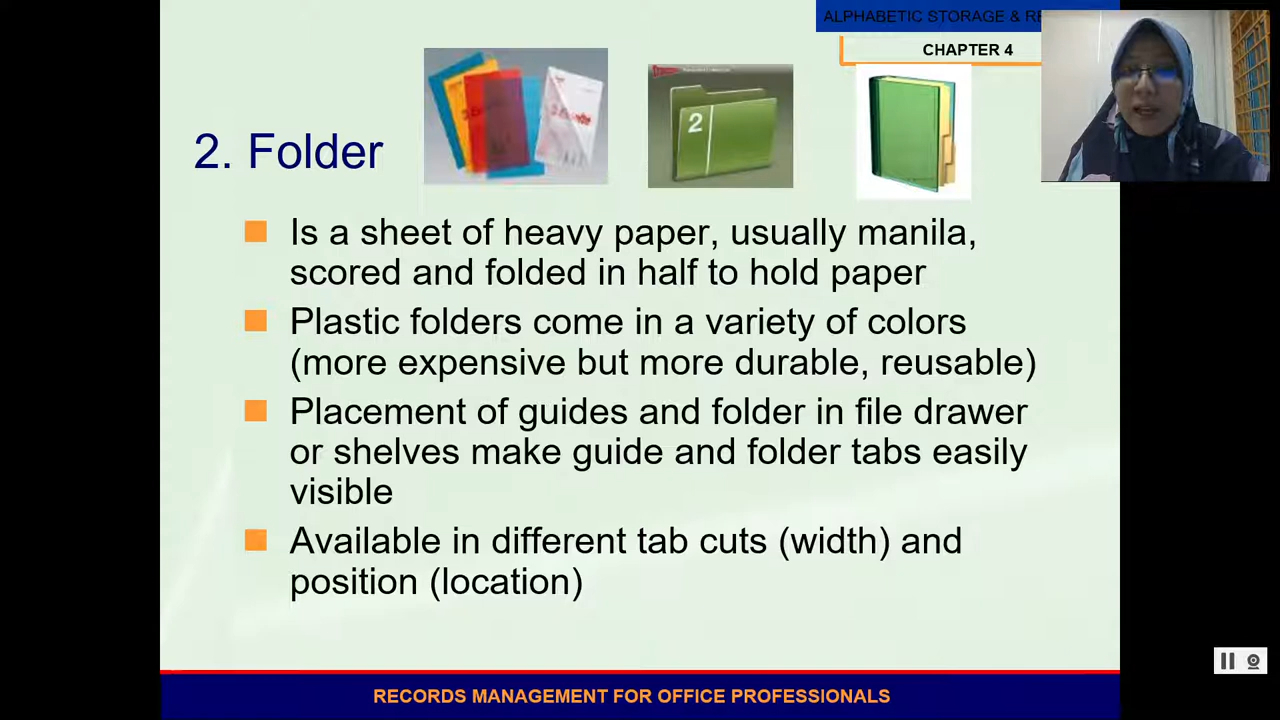 ALPHABETIC STORAGE & RE
CHAPTER 4
2
2. Folder
Is a sheet of heavy paper, usually manila,
scored and folded in half to hold paper
Plastic folders come in a variety of colors
(more expensive but more durable, reusable)
Placement of guides and folder in file drawer
or shelves make guide and folder tabs easily
visible
Available in different tab cuts (width) and
position (location)
RECORDS MANAGEMENT FOR OFFICE PROFESSIONALS